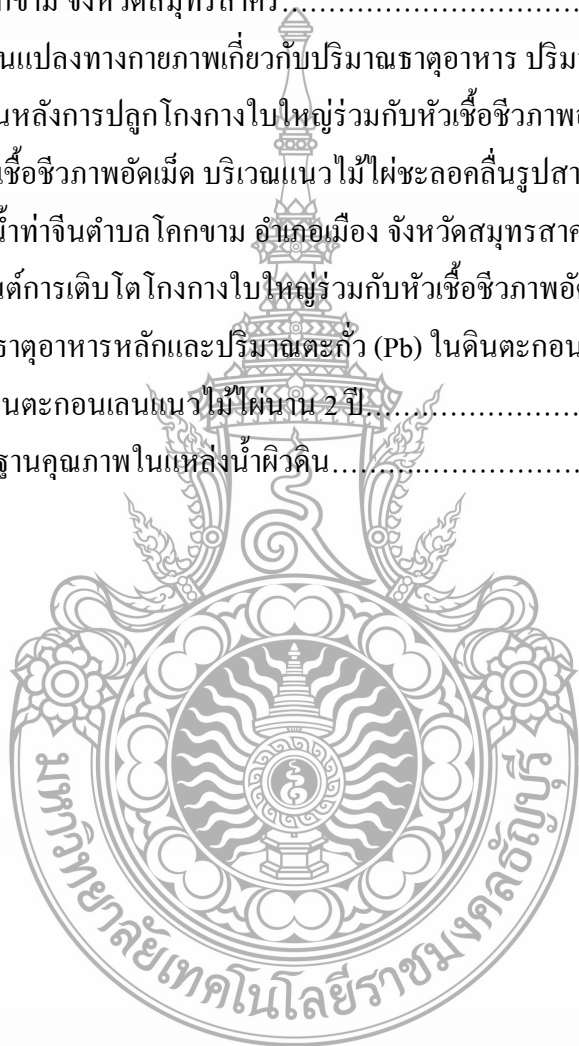 กขาม จังหวัดสมุทรสาคร........................................
นแปลงทางกายภาพเกี่ยวกับปริมาณธาตุอาหาร ปริมา
นหลังการปลูกโกงกางใบใหญ่ร่วมกับหัวเชื้อชีวภาพอ
เชื้อชีวภาพอัดเม็ด บริเวณแนวไม้ไผ่ชะลอคลื่นรูปสา
น้ำท่าจีนตำบลโคกขาม อำเภอเมือง จังหวัดสมุทรสาค
นต์การเติบโตโกงกางใบใหญ่ร่วมกับหัวเชื้อชีวภาพอัด
ธาตุอาหารหลักและปริมาณตะกั่ว (Pb) ในดินตะกอน
นตะกอนเลนแนวไม้ไผ่นาน 2 ปี........................................
ฐานคุณภาพในแหล่งน้ำผิวดิน........................................
มหาวิทยาลัยเทคโนโลยีราชมงคลธัญบุรี